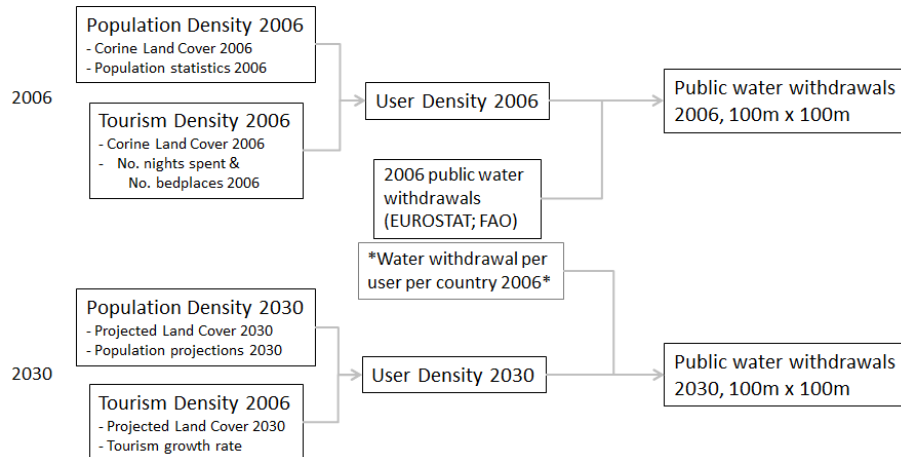 Population Density 2006
- Corine Land Cover 2006
- Population statistics 2006
2006
Tourism Density 2006
- Corine Land Cover 2006
- No. nights spent &
No. bedplaces 2006
User Density 2006
2006 public water
withdrawals
(EUROSTAT; FAO)
Public water withdrawals
2006, 100m x 100m
*Water withdrawal per
user per country 2006*
Population Density 2030
- Projected Land Cover 2030
- Population projections 2030
2030
Tourism Density 2006
- Projected Land Cover 2030
- Tourism growth rate
User Density 2030
Public water withdrawals
2030, 100m x 100m